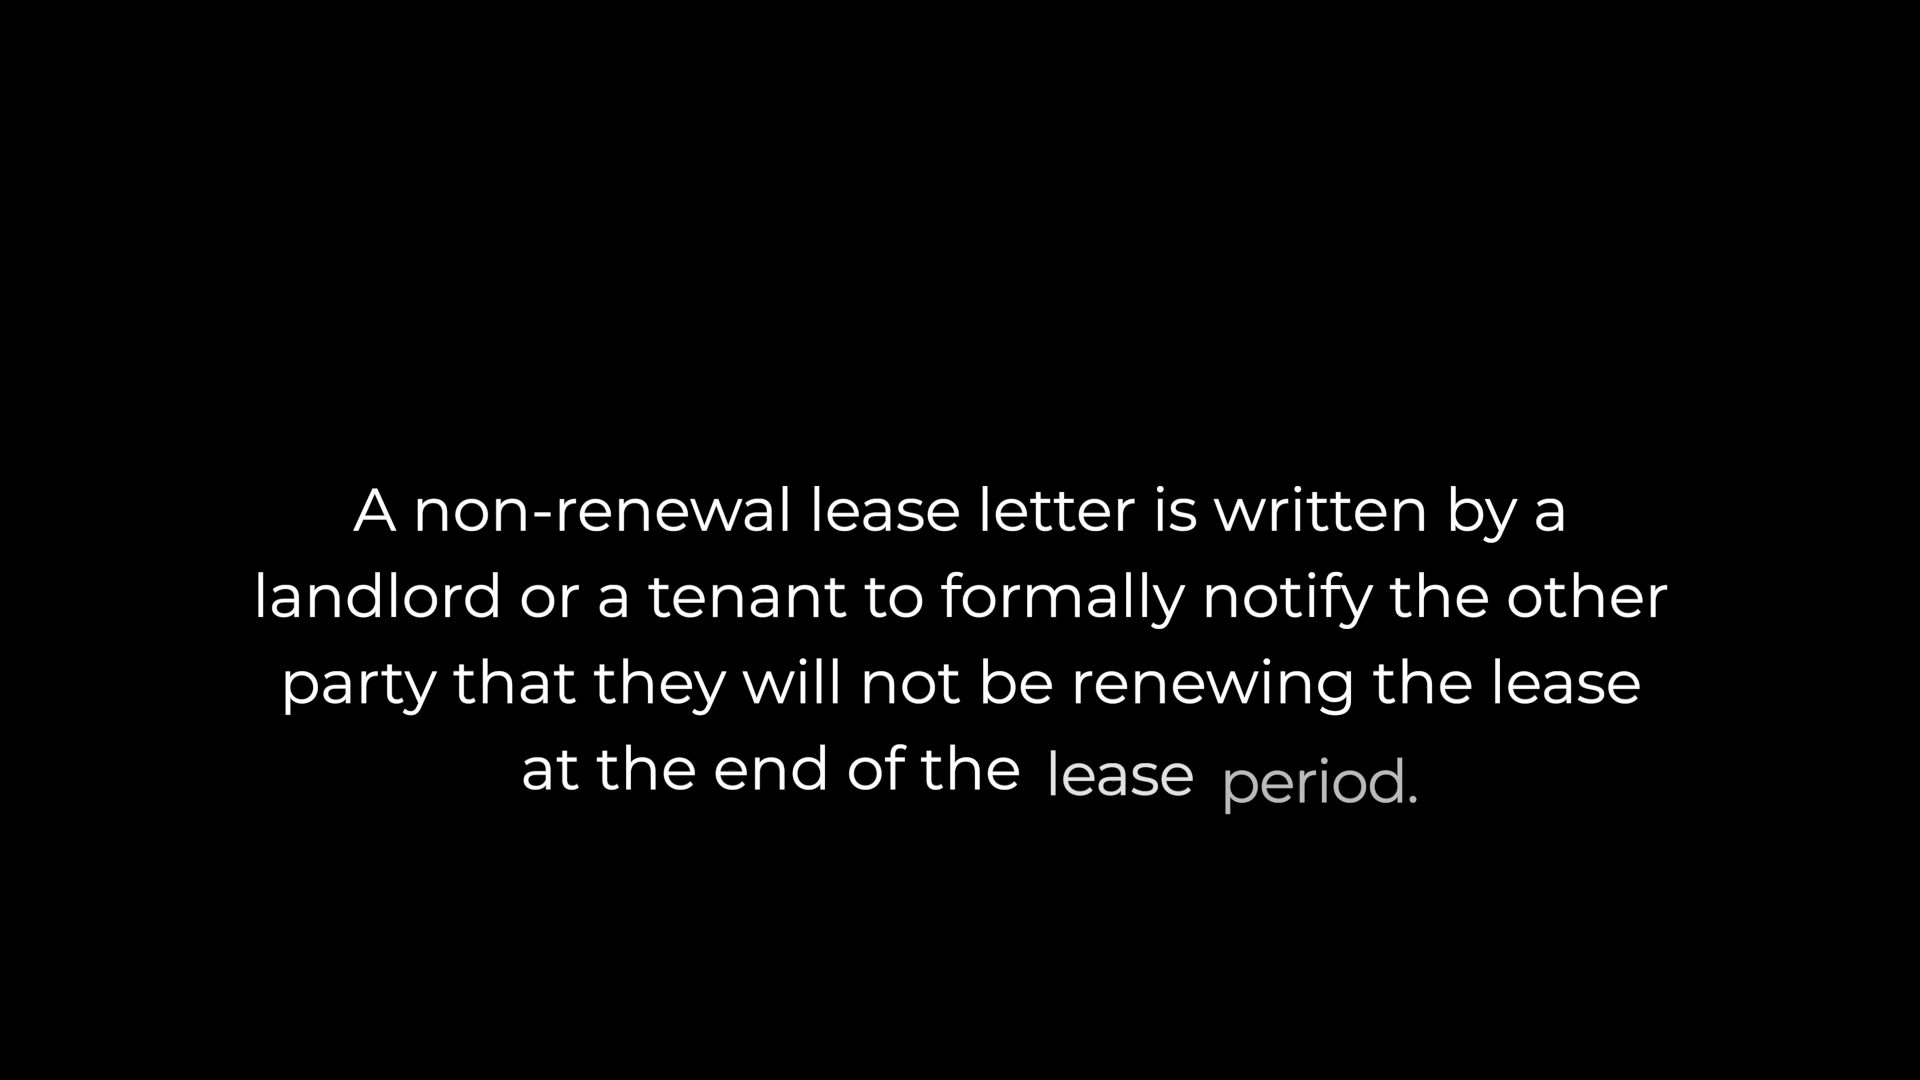 A non-renewal lease letter is written by a
landlord or a tenant to formally notify the other
party that they will not be renewing the lease
at the end of the lease period.